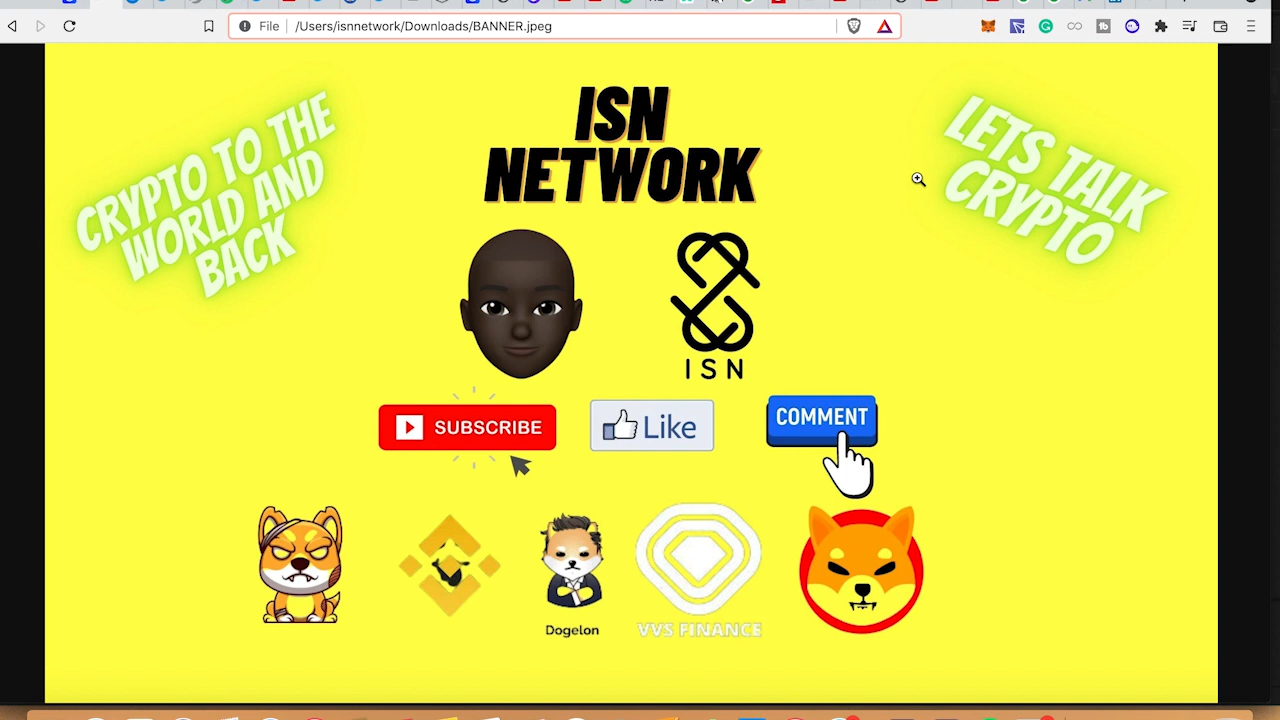 File
/Users/isnnetwork/Downloads/BANNER.jpeg
CRYPTO TO THE
WORLD AND
BACK
ISN
NETWORK
LETS TALK
CRYPTO
ISN
SUBSCRIBE
Like
COMMENT
Dogelon
VVS FINANCE